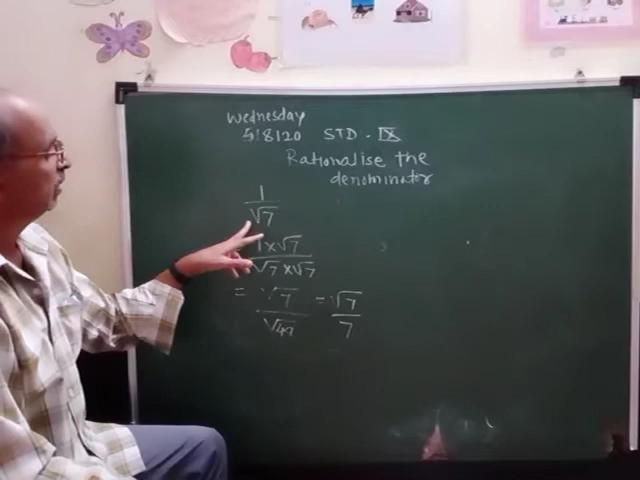 Wednesday
5/8/20 STD - IX
Rationalise the
denominator
1
√7
1×√7
√7×√7
= √7 = √7
√49 7